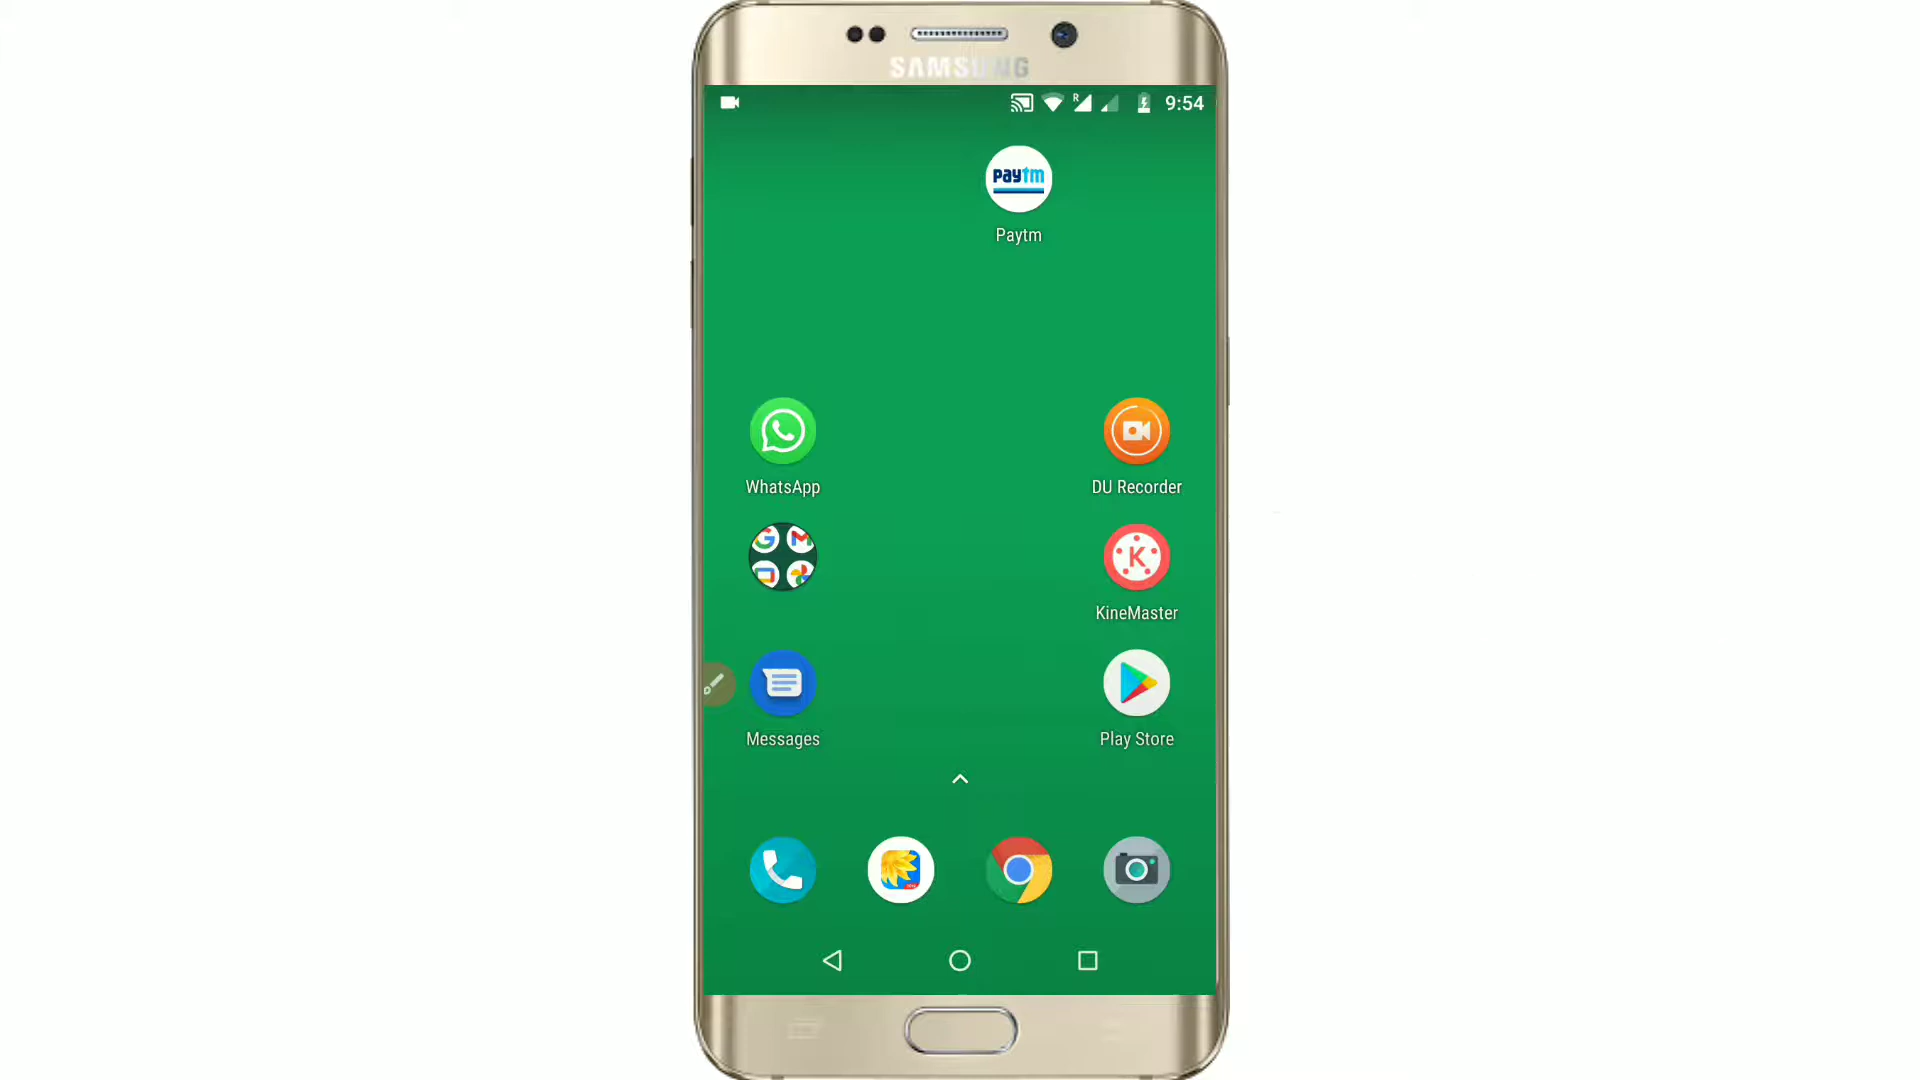 SAMSUNG
9:54
paytm
Paytm
WhatsApp
DU Recorder
KineMaster
Messages
Play Store